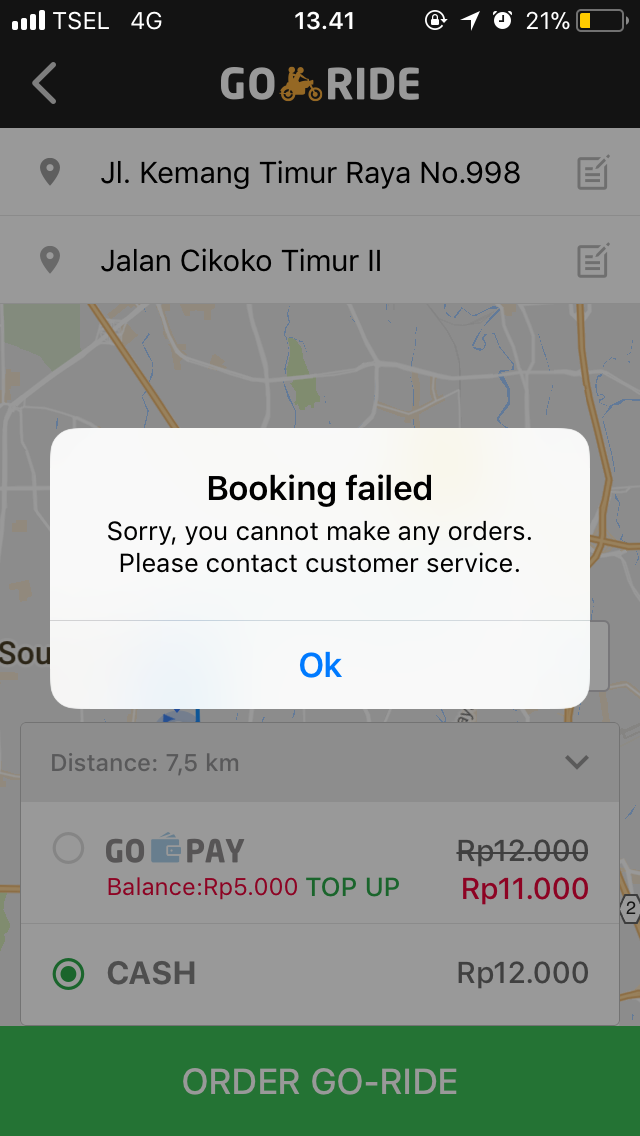 TSEL 4G 13.41 21%
GO RIDE
Jl. Kemang Timur Raya No.998
Jalan Cikoko Timur II
Booking failed
Sorry, you cannot make any orders.
Please contact customer service.
Sou
Ok
ay
Distance: 7,5 km
GO PAY Rp12.000
Balance:Rp5.000 TOP UP Rp11.000
2
CASH Rp12.000
ORDER GO-RIDE